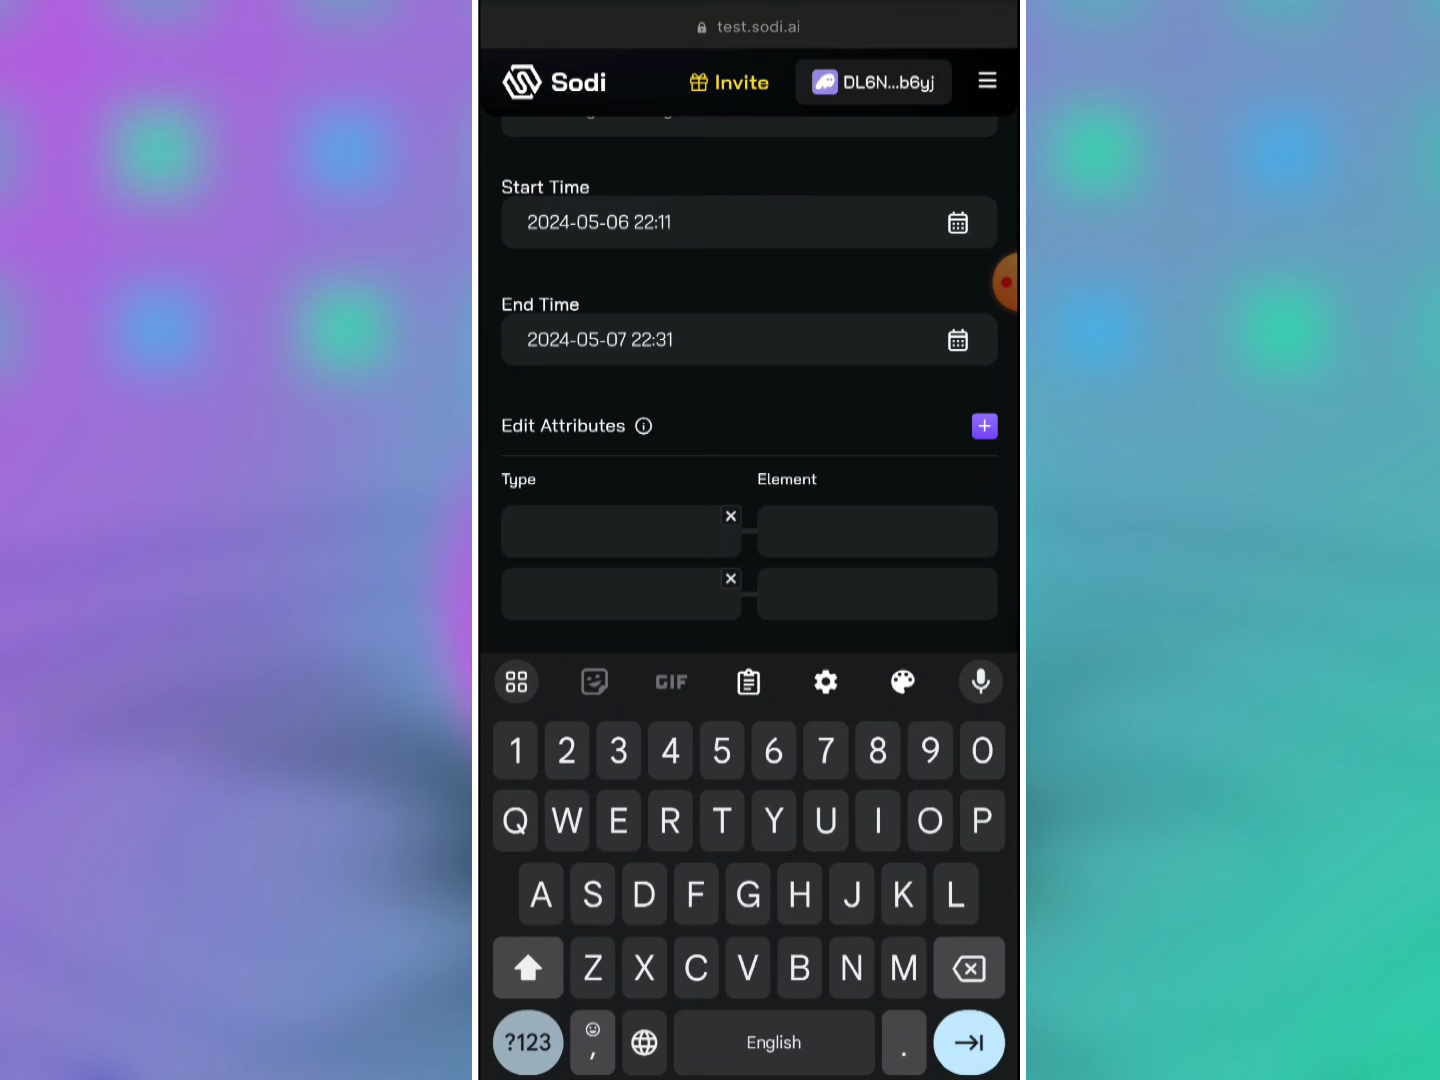 test.sodi.ai
Sodi Invite DL6N...b6yj
Start Time
2024-05-06 22:11
End Time
2024-05-07 22:31
Edit Attributes
Type Element
GIF
1 2 3 4 5 6 7 8 9 0
Q W E R T Y U I O P
A S D F G H J K L
Z X C V B N M
?123 , English .